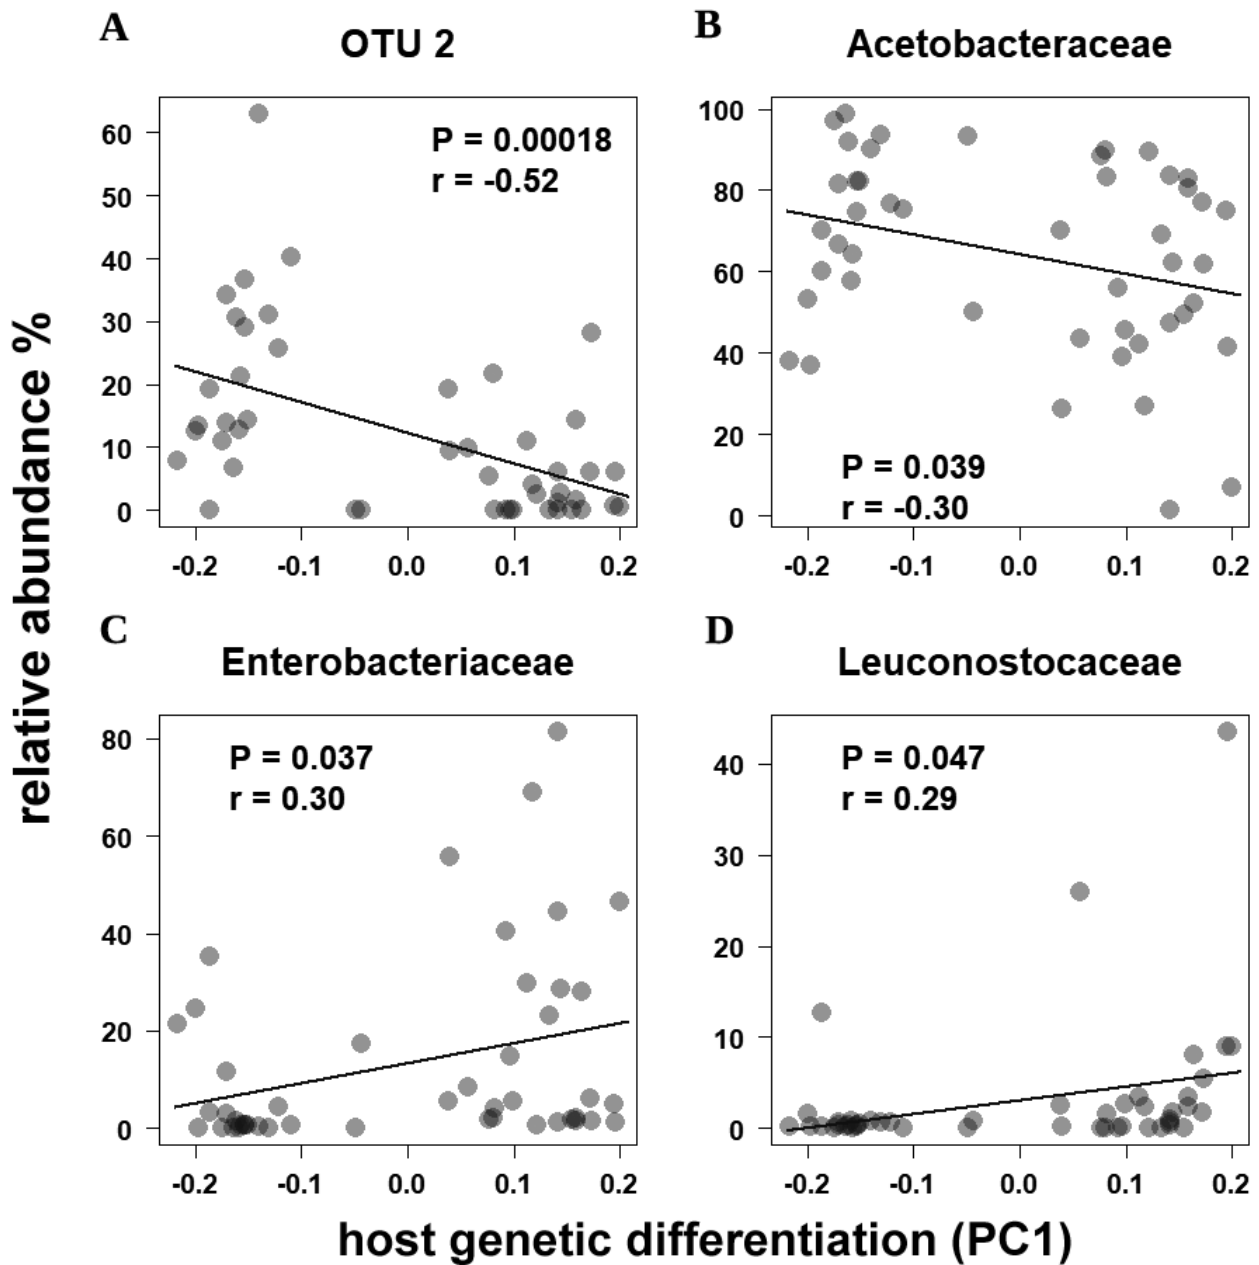 A
OTU 2
P = 0.00018
r = -0.52
60
50
40
30
20
10
0
-0.2 -0.1 0.0 0.1 0.2
B
Acetobacteraceae
P = 0.039
r = -0.30
100
80
60
40
20
0
-0.2 -0.1 0.0 0.1 0.2
relative abundance %
C
Enterobacteriaceae
P = 0.037
r = 0.30
80
60
40
20
0
-0.2 -0.1 0.0 0.1 0.2
D
Leuconostocaceae
P = 0.047
r = 0.29
40
30
20
10
0
-0.2 -0.1 0.0 0.1 0.2
host genetic differentiation (PC1)